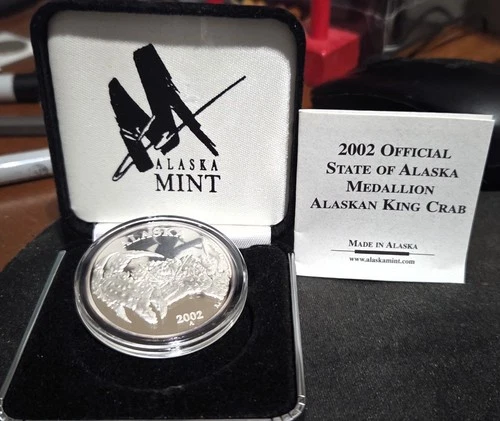 ALASKA
MINT
2002 OFFICIAL
STATE OF ALASKA
MEDALLION
ALASKAN KING CRAB
MADE IN ALASKA
www.alaskamint.com
ALASKA
2002
A